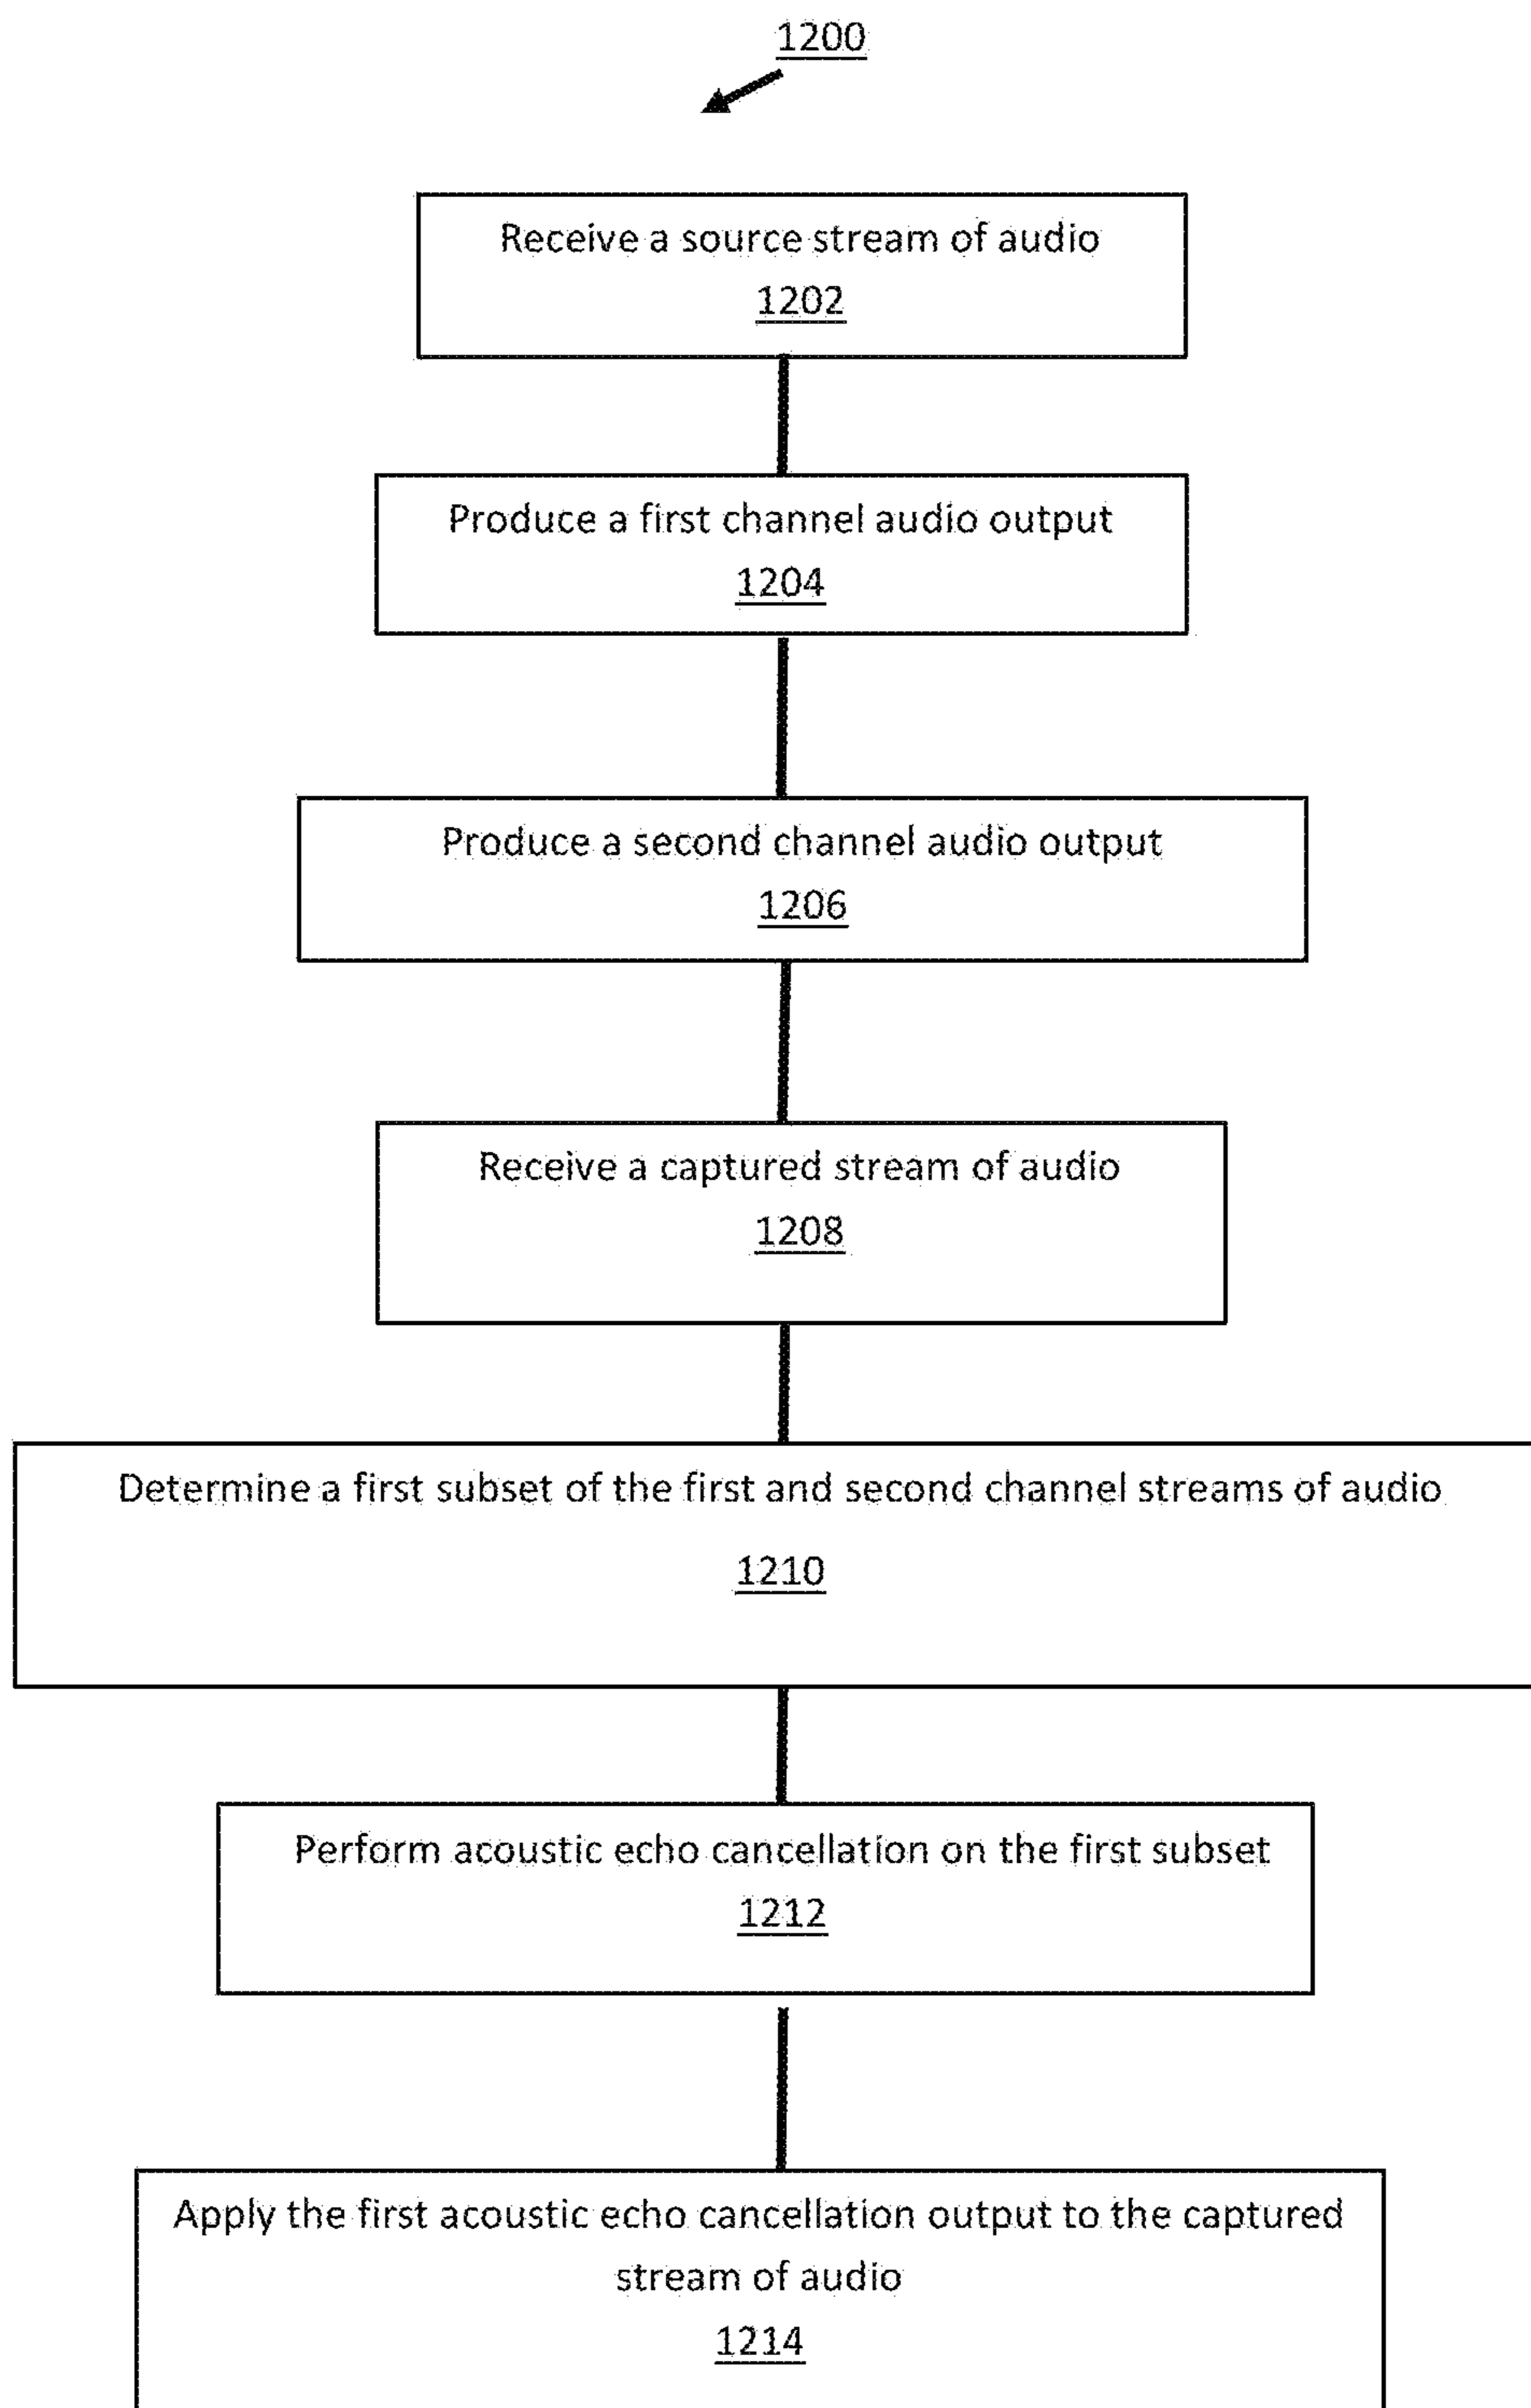 1200
Receive a source stream of audio
1202
Produce a first channel audio output
1204
Produce a second channel audio output
1206
Receive a captured stream of audio
1208
Determine a first subset of the first and second channel streams of audio
1210
Perform acoustic echo cancellation on the first subset
1212
Apply the first acoustic echo cancellation output to the captured
stream of audio
1214